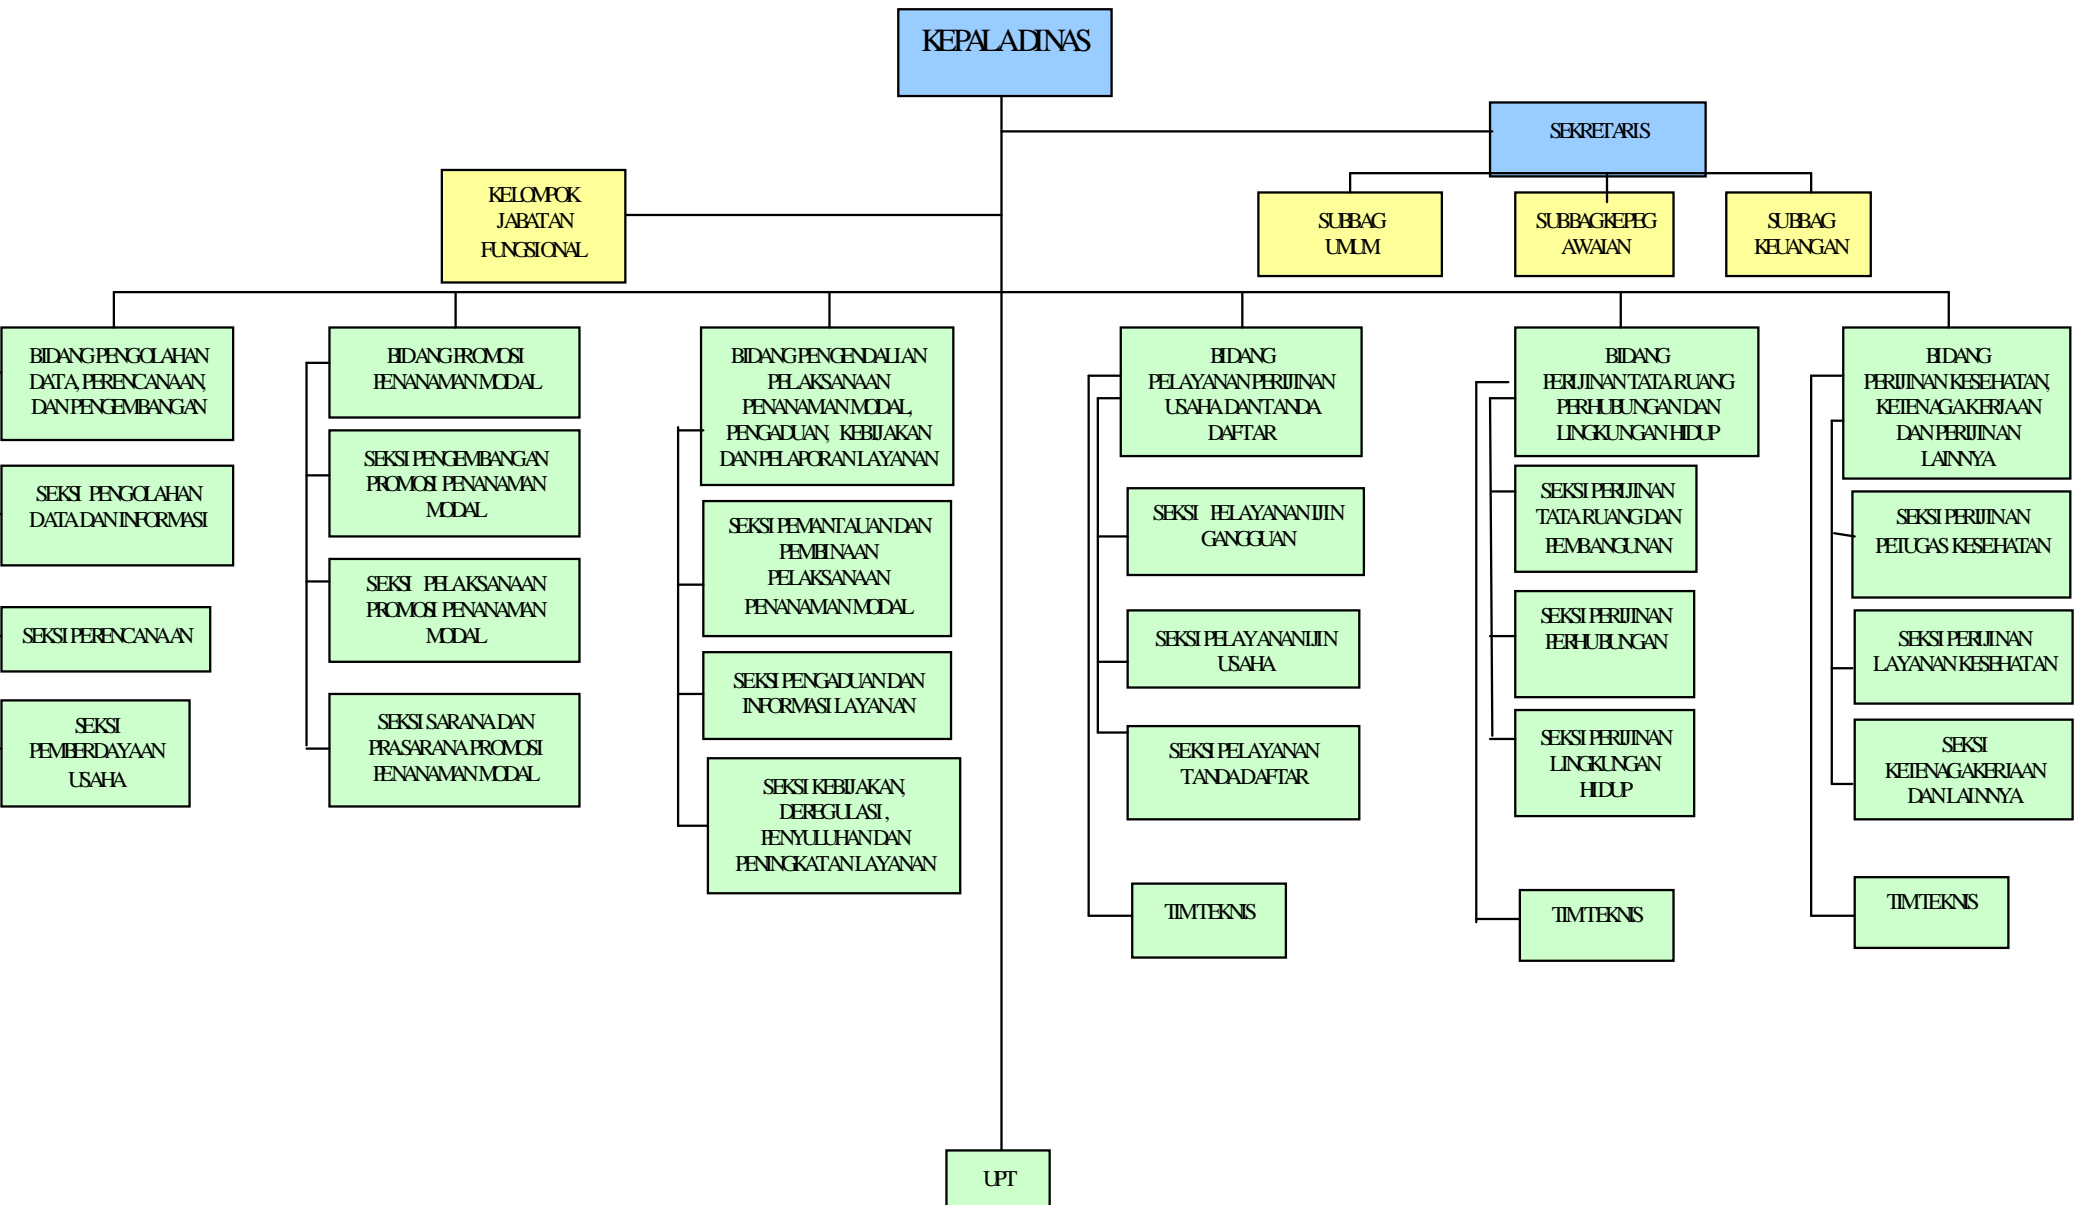 KEPALA DINAS
SEKRETARIS
KELOMPOK
JABATAN
FUNGSIONAL
SUBBAG
UMUM
SUBBAG KEPEG
AWAIAN
SUBBAG
KEUANGAN
BIDANG PENGOLAHAN
DATA, PERENCANAAN,
DAN PENGEMBANGAN
SEKSI PENGOLAHAN
DATA DAN INFORMASI
SEKSI PERENCANAAN
SEKSI
PEMBERDAYAAN
USAHA
BIDANG PROMOSI
PENANAMAN MODAL
SEKSI PENGEMBANGAN
PROMOSI PENANAMAN
MODAL
SEKSI PELAKSANAAN
PROMOSI PENANAMAN
MODAL
SEKSI SARANA DAN
PRASARANA PROMOSI
PENANAMAN MODAL
BIDANG PENGENDALIAN
PELAKSANAAN
PENANAMAN MODAL,
PENGADUAN, KEBIJAKAN
DAN PELAPORAN LAYANAN
SEKSI PEMANTAUAN DAN
PEMBINAAN
PELAKSANAAN
PENANAMAN MODAL
SEKSI PENGADUAN DAN
INFORMASI LAYANAN
SEKSI KEBIJAKAN,
DEREGULASI,
PENYULUHAN DAN
PENINGKATAN LAYANAN
BIDANG
PELAYANAN PERIJINAN
USAHA DAN TANDA
DAFTAR
SEKSI PELAYANAN IJIN
GANGGUAN
SEKSI PELAYANAN IJIN
USAHA
SEKSI PELAYANAN
TANDA DAFTAR
TIM TEKNIS
BIDANG
PERIJINAN TATA RUANG
PERHUBUNGAN DAN
LINGKUNGAN HIDUP
SEKSI PERIJINAN
TATA RUANG DAN
PEMBANGUNAN
SEKSI PERIJINAN
PERHUBUNGAN
SEKSI PERIJINAN
LINGKUNGAN
HIDUP
TIM TEKNIS
BIDANG
PERIJINAN KESEHATAN,
KETENAGAKERJAAN
DAN PERIJINAN
LAINNYA
SEKSI PERIJINAN
PETUGAS KESEHATAN
SEKSI PERIJINAN
LAYANAN KESEHATAN
SEKSI
KETENAGAKERJAAN
DAN LAINNYA
TIM TEKNIS
UPT